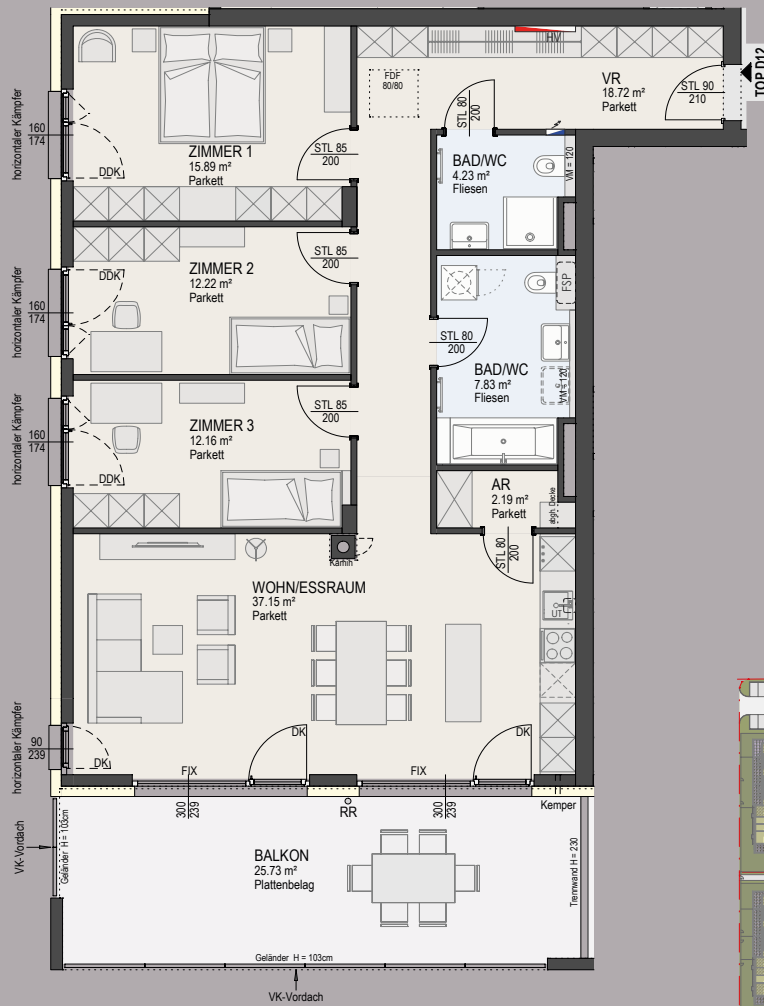 HV
FDF
80/80
VR
18.72 m²
Parkett
STL 90
210
TOP D12
STL 80
200
horizontaler Kämpfer
160
174
DDK
ZIMMER 1
15.89 m²
Parkett
STL 85
200
BAD/WC
4.23 m²
Fliesen
VM = 120
horizontaler Kämpfer
160
174
DDK
ZIMMER 2
12.22 m²
Parkett
STL 85
200
FSP
STL 80
200
BAD/WC
7.83 m²
Fliesen
VM = 120
horizontaler Kämpfer
160
174
DDK
ZIMMER 3
12.16 m²
Parkett
STL 85
200
AR
2.19 m²
Parkett
abgh. Decke
STL 80
200
Kamin
WOHN/ESSRAUM
37.15 m²
Parkett
UT
horizontaler Kämpfer
90
239
DK
DK
DK
FIX
FIX
300
239
RR
300
239
Kemper
VK-Vordach
Geländer H = 103cm
BALKON
25.73 m²
Plattenbelag
Trennwand H = 230
Geländer H = 103cm
VK-Vordach